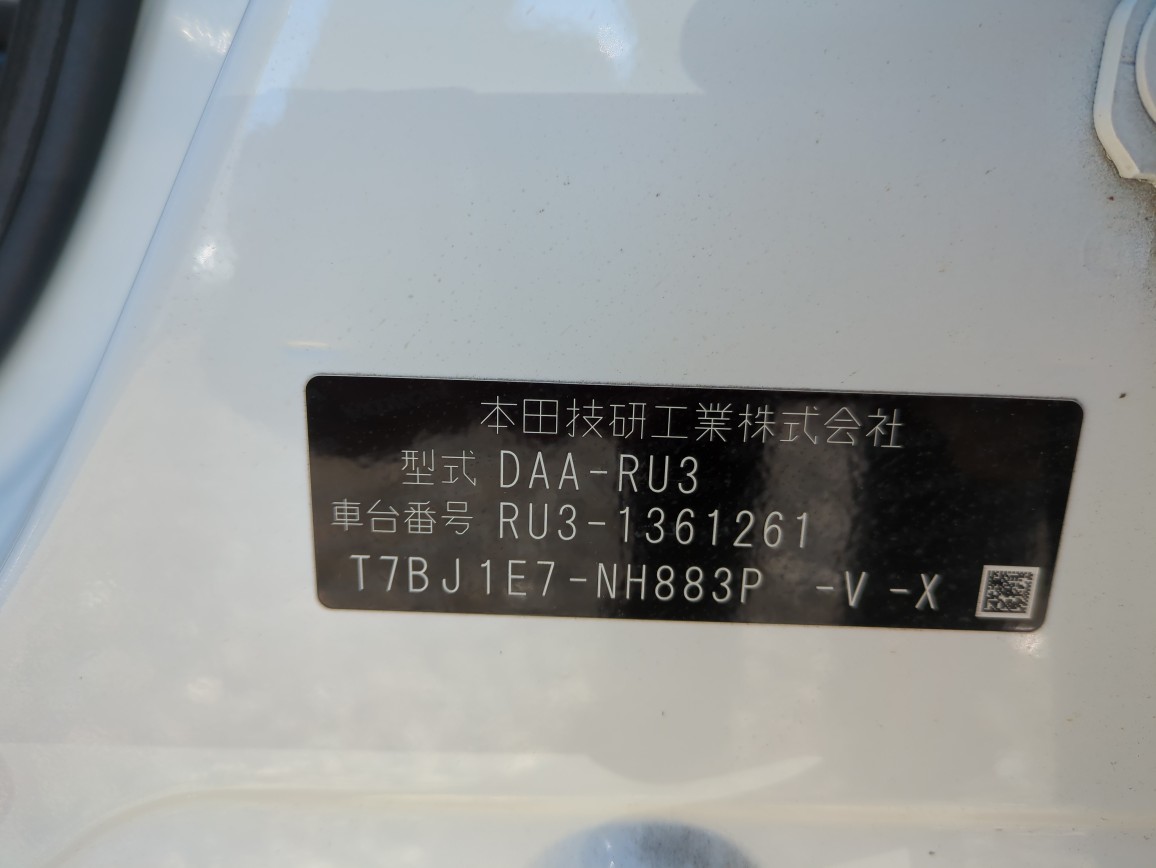 本田技研工業株式会社
型式 DAA-RU3
車台番号 RU3-1361261
T7BJ1E7-NH883P -V -X